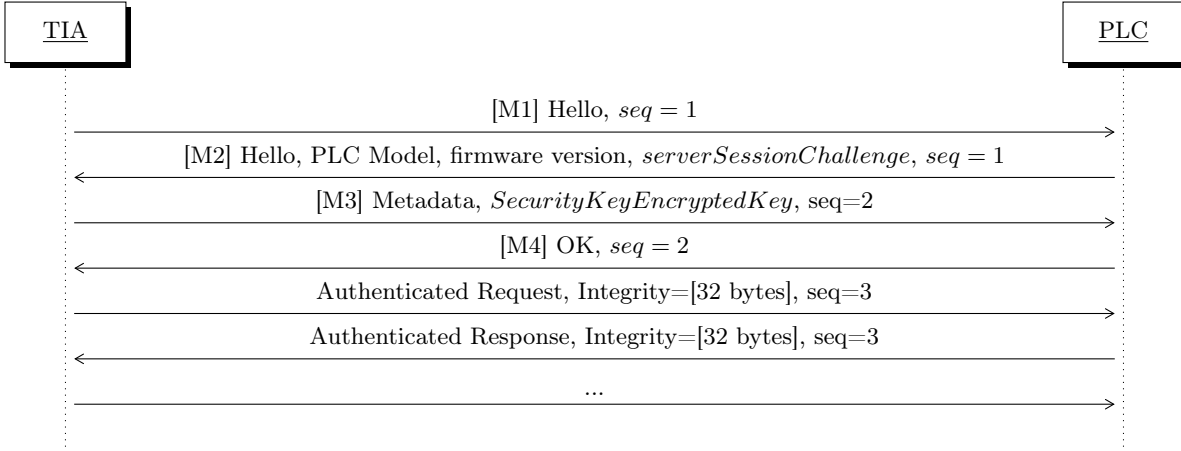 TIA PLC
[M1] Hello, seq = 1
[M2] Hello, PLC Model, firmware version, serverSessionChallenge, seq = 1
[M3] Metadata, SecurityKeyEncryptedKey, seq=2
[M4] OK, seq = 2
Authenticated Request, Integrity=[32 bytes], seq=3
Authenticated Response, Integrity=[32 bytes], seq=3
...